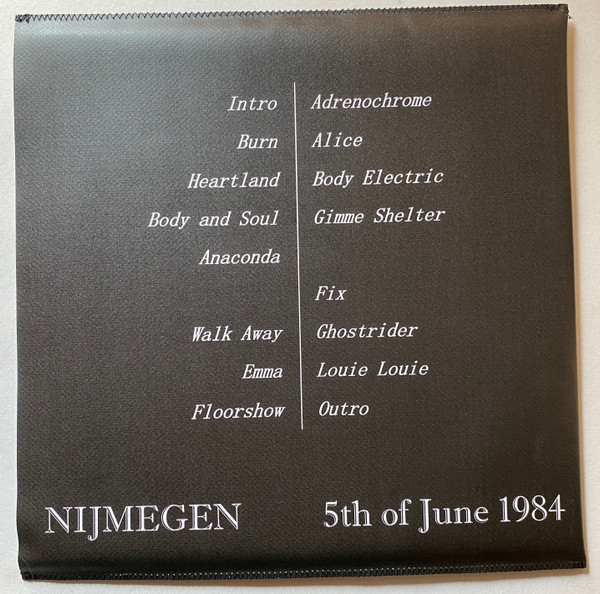 Intro
Burn
Heartland
Body and Soul
Anaconda
Walk Away
Emma
Floorshow
Adrenochrome
Alice
Body Electric
Gimme Shelter
Fix
Ghostrider
Louie Louie
Outro
NIJMEGEN
5th of June 1984